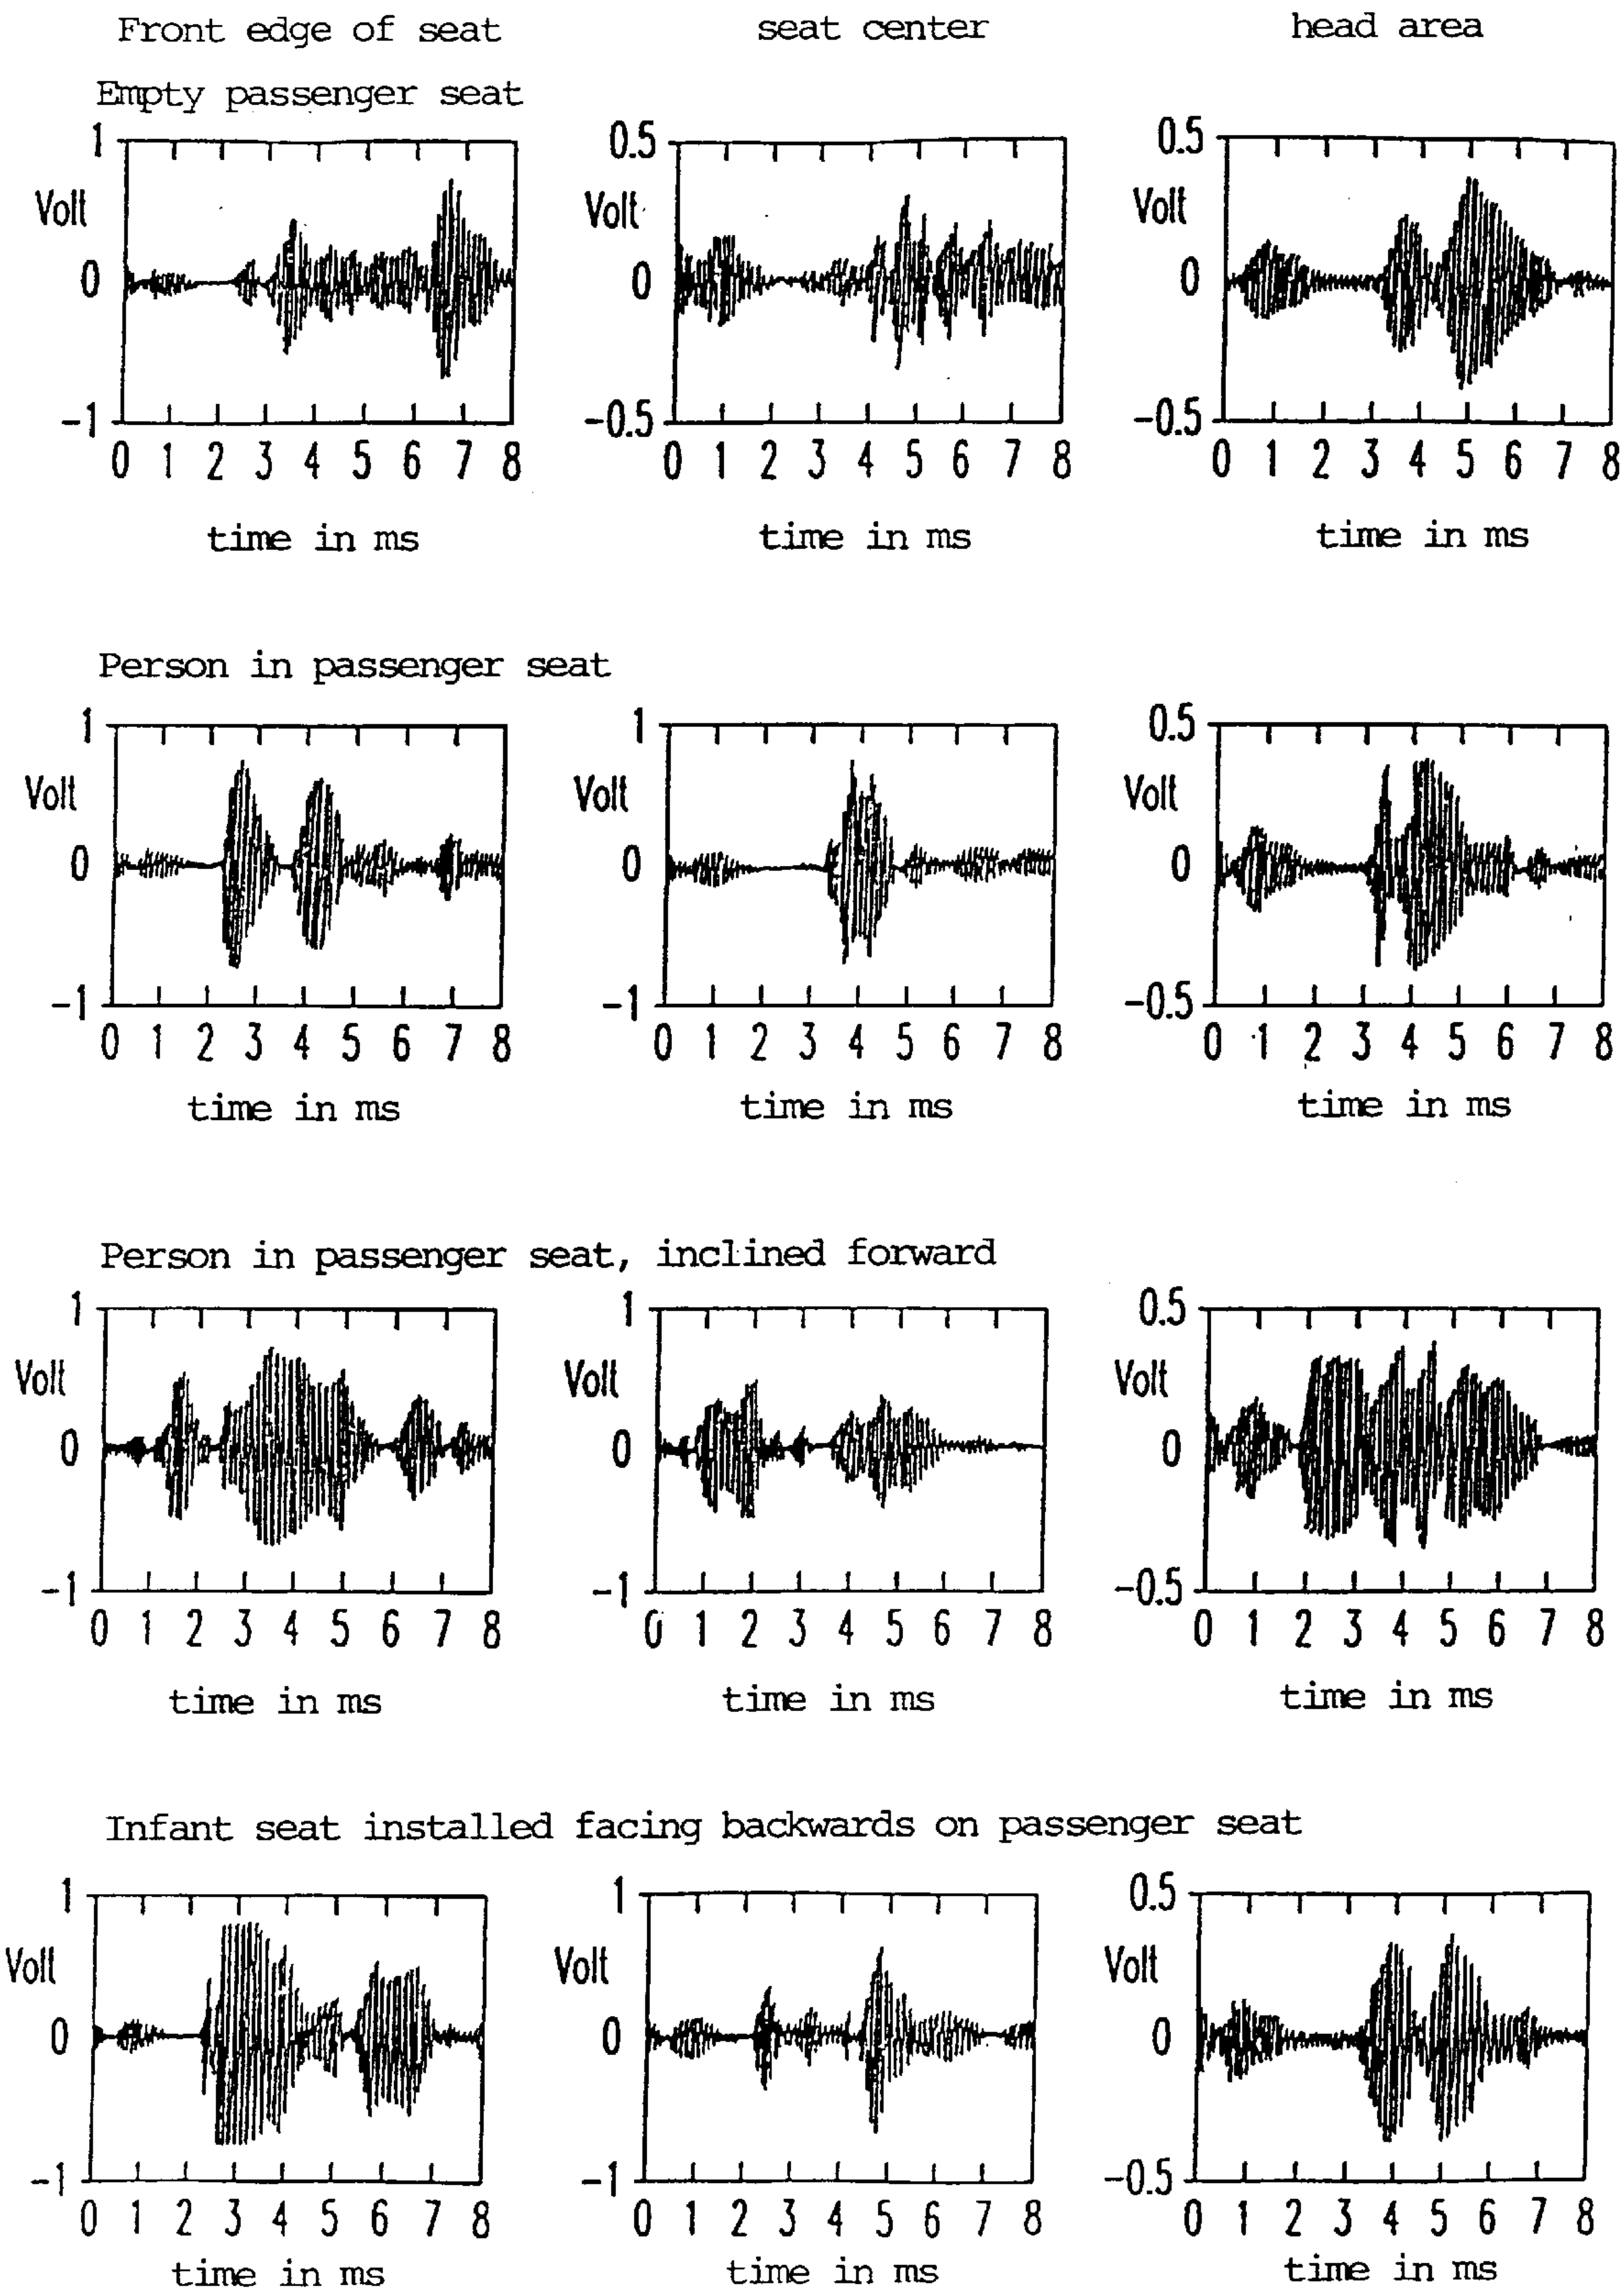 Front edge of seat seat center head area
Empty passenger seat
1 0.5 0.5
Volt Volt Volt
0 0 0
-1 -0.5 -0.5
0 1 2 3 4 5 6 7 8 0 1 2 3 4 5 6 7 8 0 1 2 3 4 5 6 7 8
time in ms time in ms time in ms
Person in passenger seat
1 1 0.5
Volt Volt Volt
0 0 0
-1 -1 -0.5
0 1 2 3 4 5 6 7 8 0 1 2 3 4 5 6 7 8 0 1 2 3 4 5 6 7 8
time in ms time in ms time in ms
Person in passenger seat, inclined forward
1 1 0.5
Volt Volt Volt
0 0 0
-1 -1 -0.5
0 1 2 3 4 5 6 7 8 0 1 2 3 4 5 6 7 8 0 1 2 3 4 5 6 7 8
time in ms time in ms time in ms
Infant seat installed facing backwards on passenger seat
1 1 0.5
Volt Volt Volt
0 0 0
-1 -1 -0.5
0 1 2 3 4 5 6 7 8 0 1 2 3 4 5 6 7 8 0 1 2 3 4 5 6 7 8
time in ms time in ms time in ms